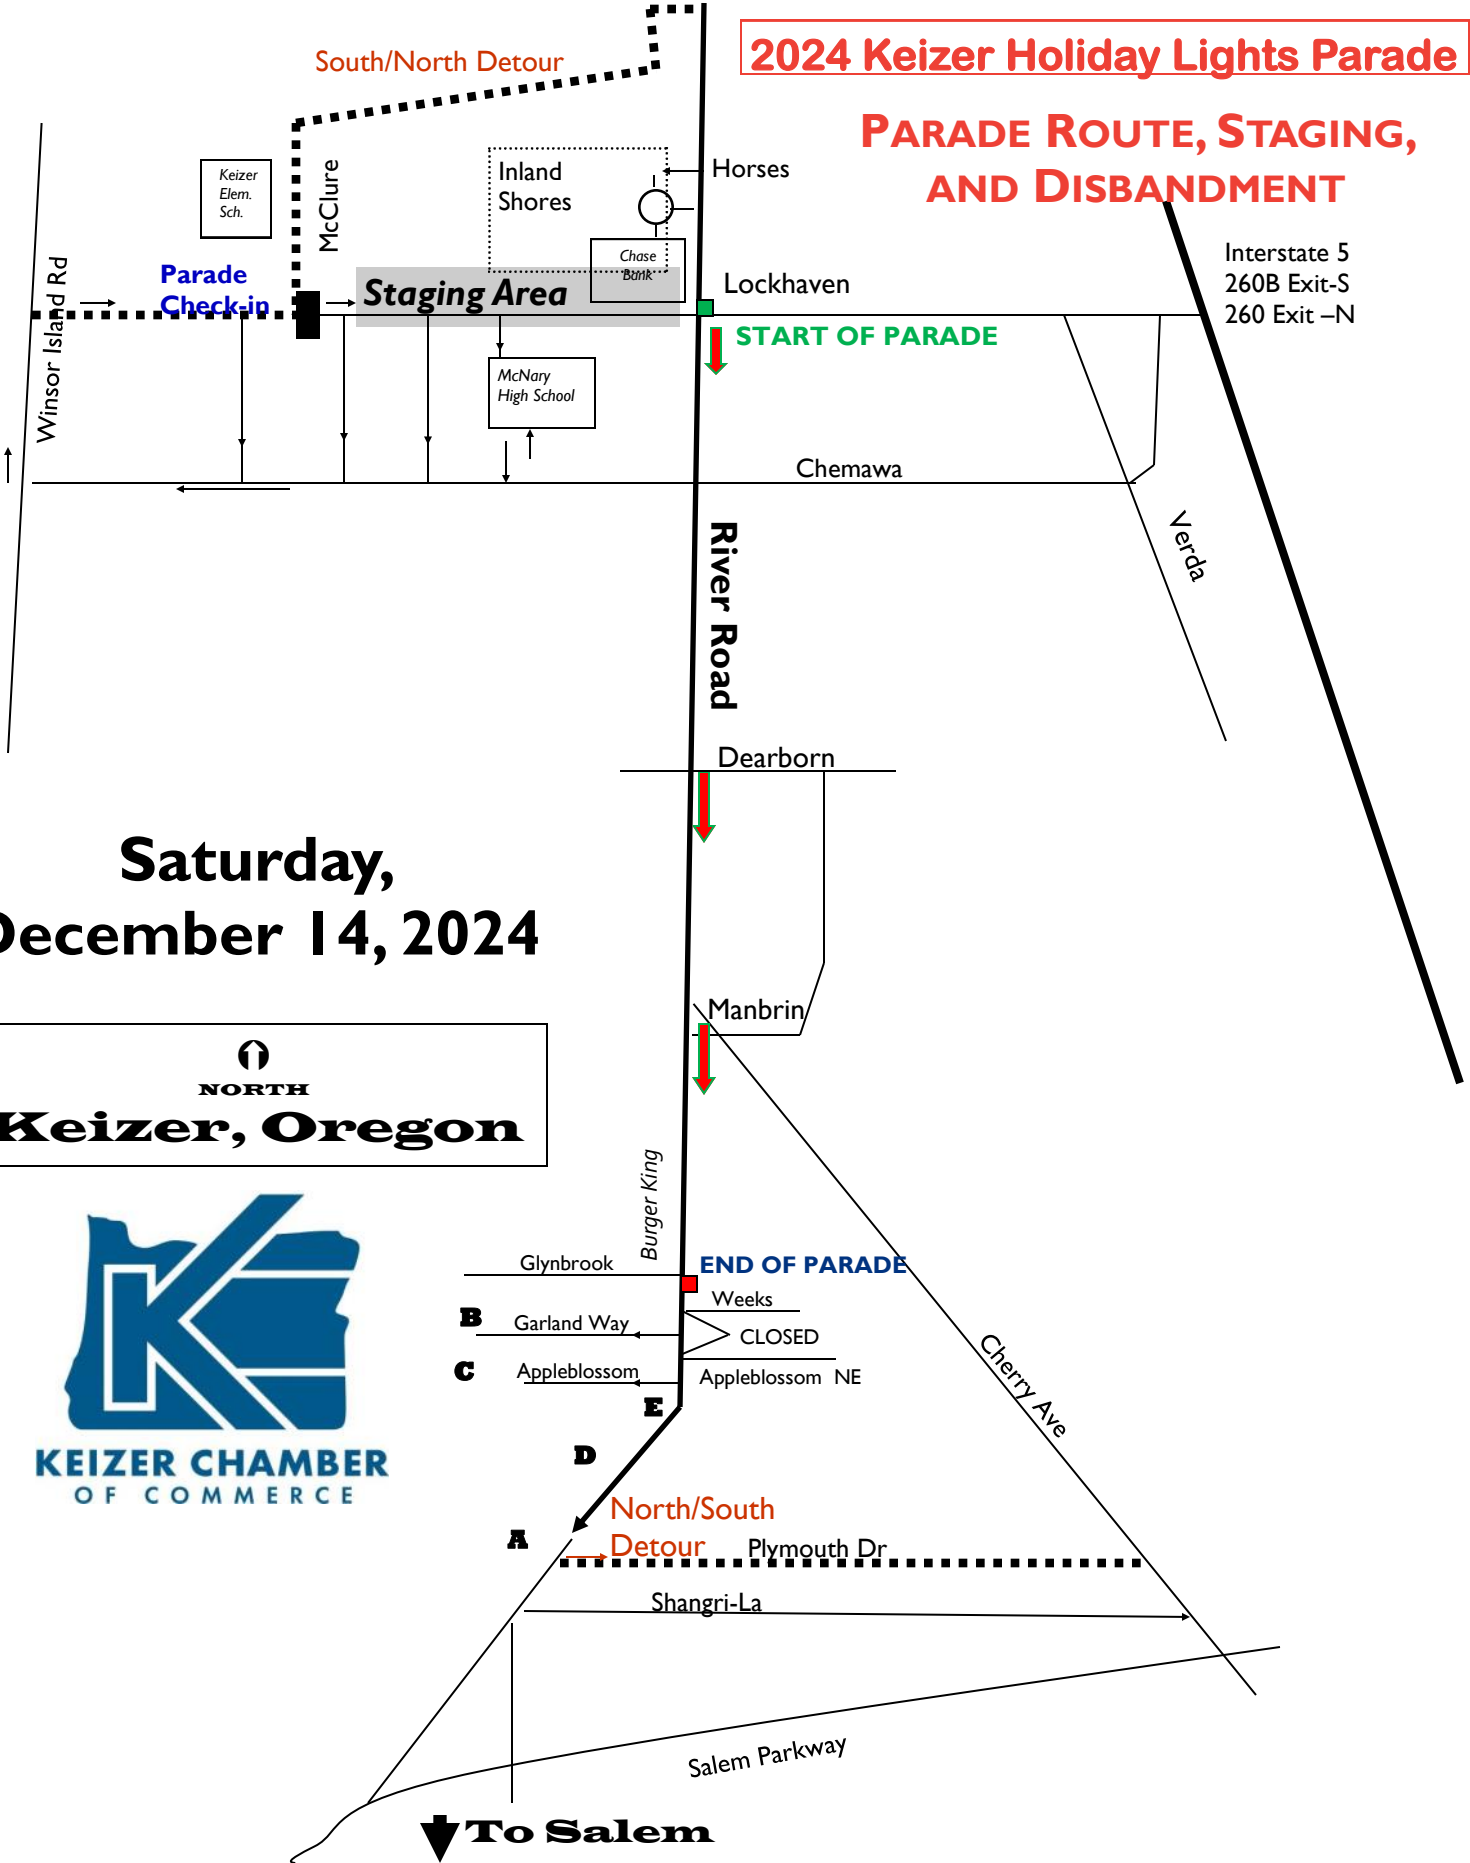 2024 Keizer Holiday Lights Parade
PARADE ROUTE, STAGING,
AND DISBANDMENT
South/North Detour
Keizer
Elem.
Sch.
McClure
Inland
Shores
Horses
Chase
Bank
Interstate 5
260B Exit-S
260 Exit –N
Winsor Island Rd
Parade
Check-in
Staging Area
Lockhaven
START OF PARADE
McNary
High School
Chemawa
River Road
Verda
Dearborn
Saturday,
December 14, 2024
Manbrin
NORTH
Keizer, Oregon
Burger King
Glynbrook
END OF PARADE
Weeks
B
Garland Way
CLOSED
C
Appleblossom
Appleblossom NE
E
Cherry Ave
D
K
KEIZER CHAMBER
OF COMMERCE
A
North/South
Detour
Plymouth Dr
Shangri-La
Salem Parkway
To Salem